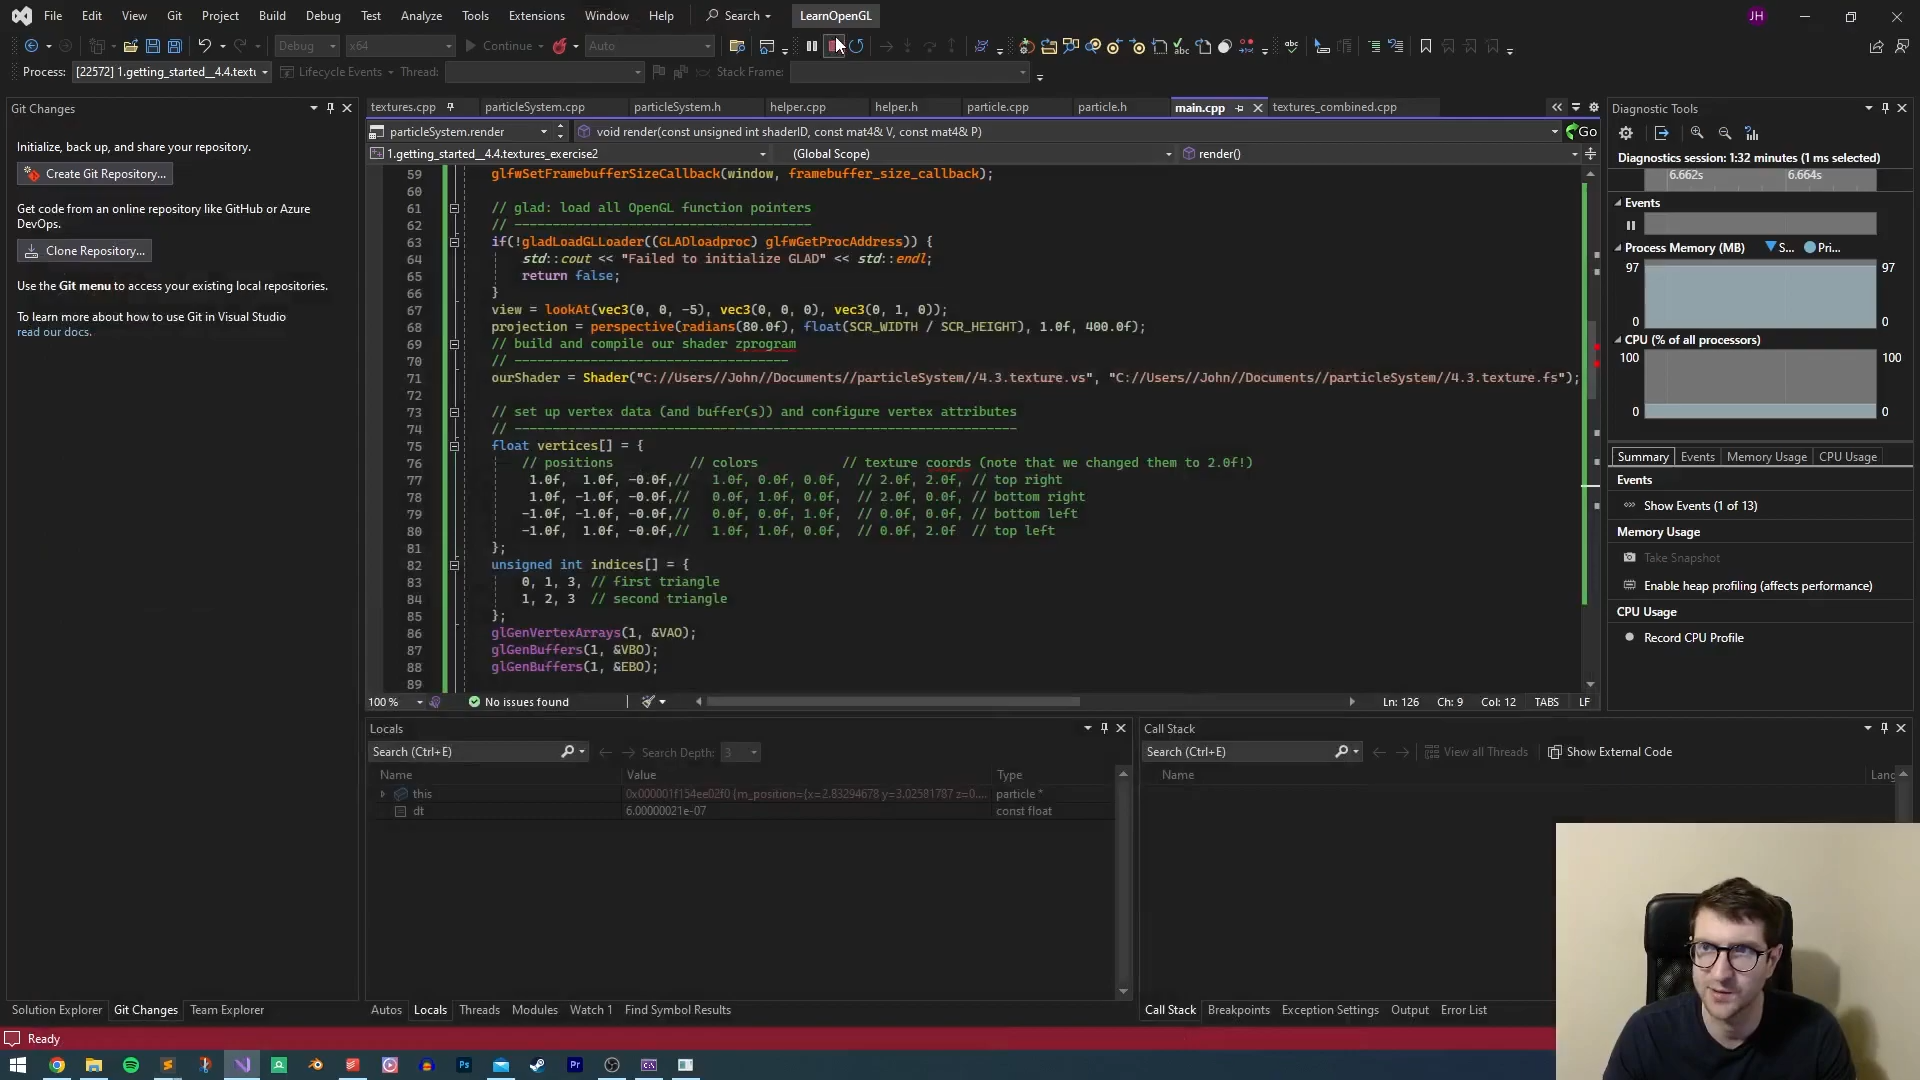 File Edit View Git Project Build Debug Test Analyze Tools Extensions Window Help Search LearnOpenGL JH
Debug x64 Continue Auto
Process: [22572] 1.getting_started__4.4.textu Lifecycle Events Thread: Stack Frame:
Git Changes
Initialize, back up, and share your repository.
Create Git Repository...
Get code from an online repository like GitHub or Azure
DevOps.
Clone Repository...
Use the Git menu to access your existing local repositories.
To learn more about how to use Git in Visual Studio
read our docs.
textures.cpp particleSystem.cpp particleSystem.h helper.cpp helper.h particle.cpp particle.h main.cpp textures_combined.cpp
particleSystem.render void render(const unsigned int shaderID, const mat4& V, const mat4& P) Go
1.getting_started__4.4.textures_exercise2 (Global Scope) render()
59 glfwSetFramebufferSizeCallback(window, framebuffer_size_callback);
60
61 // glad: load all OpenGL function pointers
62 // ---------------------------------------
63 if(!gladLoadGLLoader((GLADloadproc) glfwGetProcAddress)) {
64 std::cout << "Failed to initialize GLAD" << std::endl;
65 return false;
66 }
67 view = lookAt(vec3(0, 0, -5), vec3(0, 0, 0), vec3(0, 1, 0));
68 projection = perspective(radians(80.0f), float(SCR_WIDTH / SCR_HEIGHT), 1.0f, 400.0f);
69 // build and compile our shader zprogram
70 // ------------------------------------
71 ourShader = Shader("C://Users//John//Documents//particleSystem//4.3.texture.vs", "C://Users//John//Documents//particleSystem//4.3.texture.fs");
72
73 // set up vertex data (and buffer(s)) and configure vertex attributes
74 // ------------------------------------------------------------------
75 float vertices[] = {
76 // positions // colors // texture coords (note that we changed them to 2.0f!)
77 1.0f, 1.0f, -0.0f,// 1.0f, 0.0f, 0.0f, // 2.0f, 2.0f, // top right
78 1.0f, -1.0f, -0.0f,// 0.0f, 1.0f, 0.0f, // 2.0f, 0.0f, // bottom right
79 -1.0f, -1.0f, -0.0f,// 0.0f, 0.0f, 1.0f, // 0.0f, 0.0f, // bottom left
80 -1.0f, 1.0f, -0.0f,// 1.0f, 1.0f, 0.0f, // 0.0f, 2.0f // top left
81 };
82 unsigned int indices[] = {
83 0, 1, 3, // first triangle
84 1, 2, 3 // second triangle
85 };
86 glGenVertexArrays(1, &VAO);
87 glGenBuffers(1, &VBO);
88 glGenBuffers(1, &EBO);
89
100 % No issues found Ln: 126 Ch: 9 Col: 12 TABS LF
Diagnostic Tools
Diagnostics session: 1:32 minutes (1 ms selected)
6.662s 6.664s
Events
Process Memory (MB) S... Pri...
97 97
0 0
CPU (% of all processors)
100 100
0 0
Summary Events Memory Usage CPU Usage
Events
Show Events (1 of 13)
Memory Usage
Take Snapshot
Enable heap profiling (affects performance)
CPU Usage
Record CPU Profile
Locals
Search (Ctrl+E) Search Depth: 3
Name Value Type
this 0x000001f154ee02f0 {m_position={x=2.83294678 y=3.02581787 z=0.... particle *
dt 6.00000021e-07 const float
Call Stack
Search (Ctrl+E) View all Threads Show External Code
Name Lang
Solution Explorer Git Changes Team Explorer
Autos Locals Threads Modules Watch 1 Find Symbol Results
Call Stack Breakpoints Exception Settings Output Error List
Ready